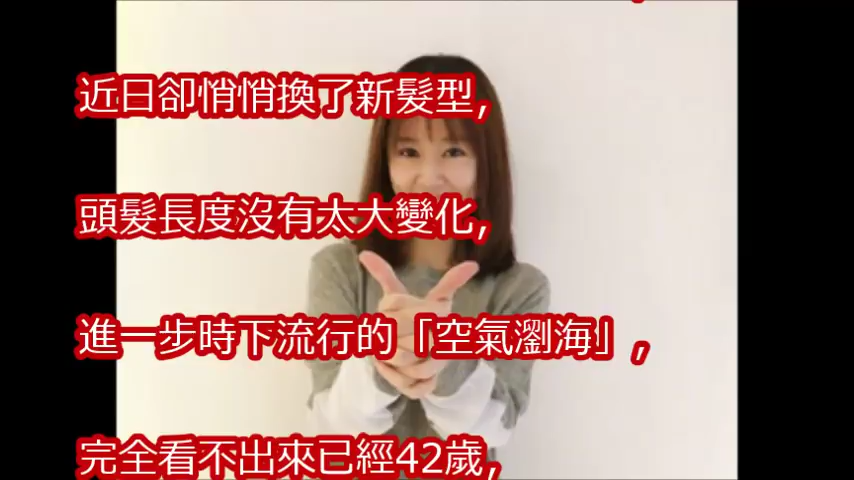 近日卻悄悄換了新髮型，
頭髮長度沒有太大變化，
進一步時下流行的「空氣瀏海」，
完全看不出來已經42歲，